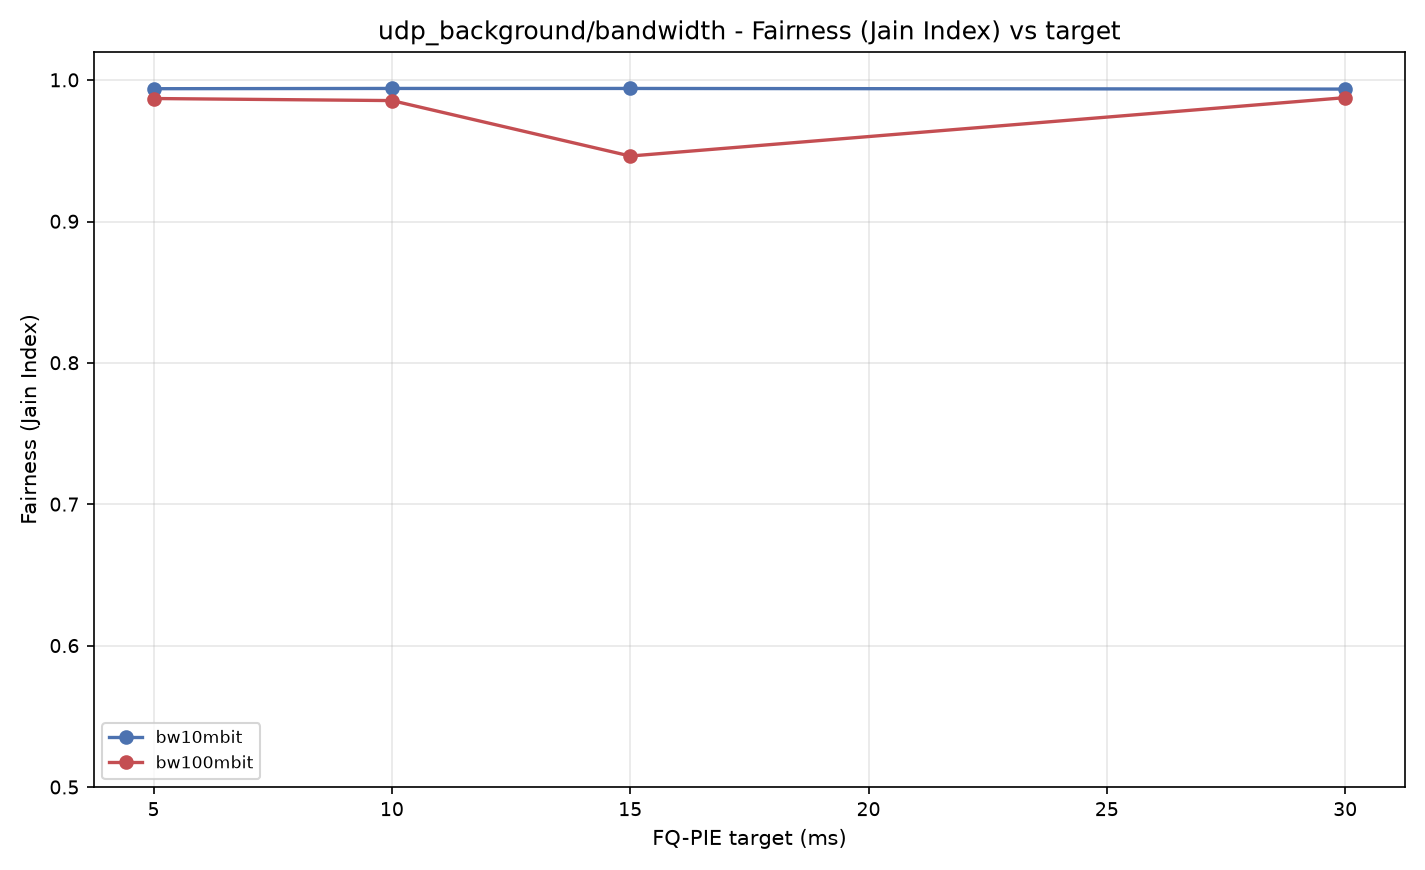 udp_background/bandwidth - Fairness (Jain Index) vs target
1.0
0.9
0.8
0.7
0.6
0.5
Fairness (Jain Index)
bw10mbit
bw100mbit
5 10 15 20 25 30
FQ-PIE target (ms)